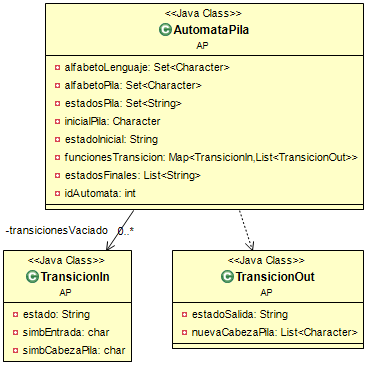 <<Java Class>>
AutomataPila
AP
alfabetoLenguaje: Set<Character>
alfabetoPila: Set<Character>
estadosPila: Set<String>
inicialPila: Character
estadoInicial: String
funcionesTransicion: Map<TransicionIn,List<TransicionOut>>
estadosFinales: List<String>
idAutomata: int
-transicionesVaciado 0..*
<<Java Class>>
TransicionIn
AP
estado: String
simbEntrada: char
simbCabezaPila: char
<<Java Class>>
TransicionOut
AP
estadoSalida: String
nuevaCabezaPila: List<Character>